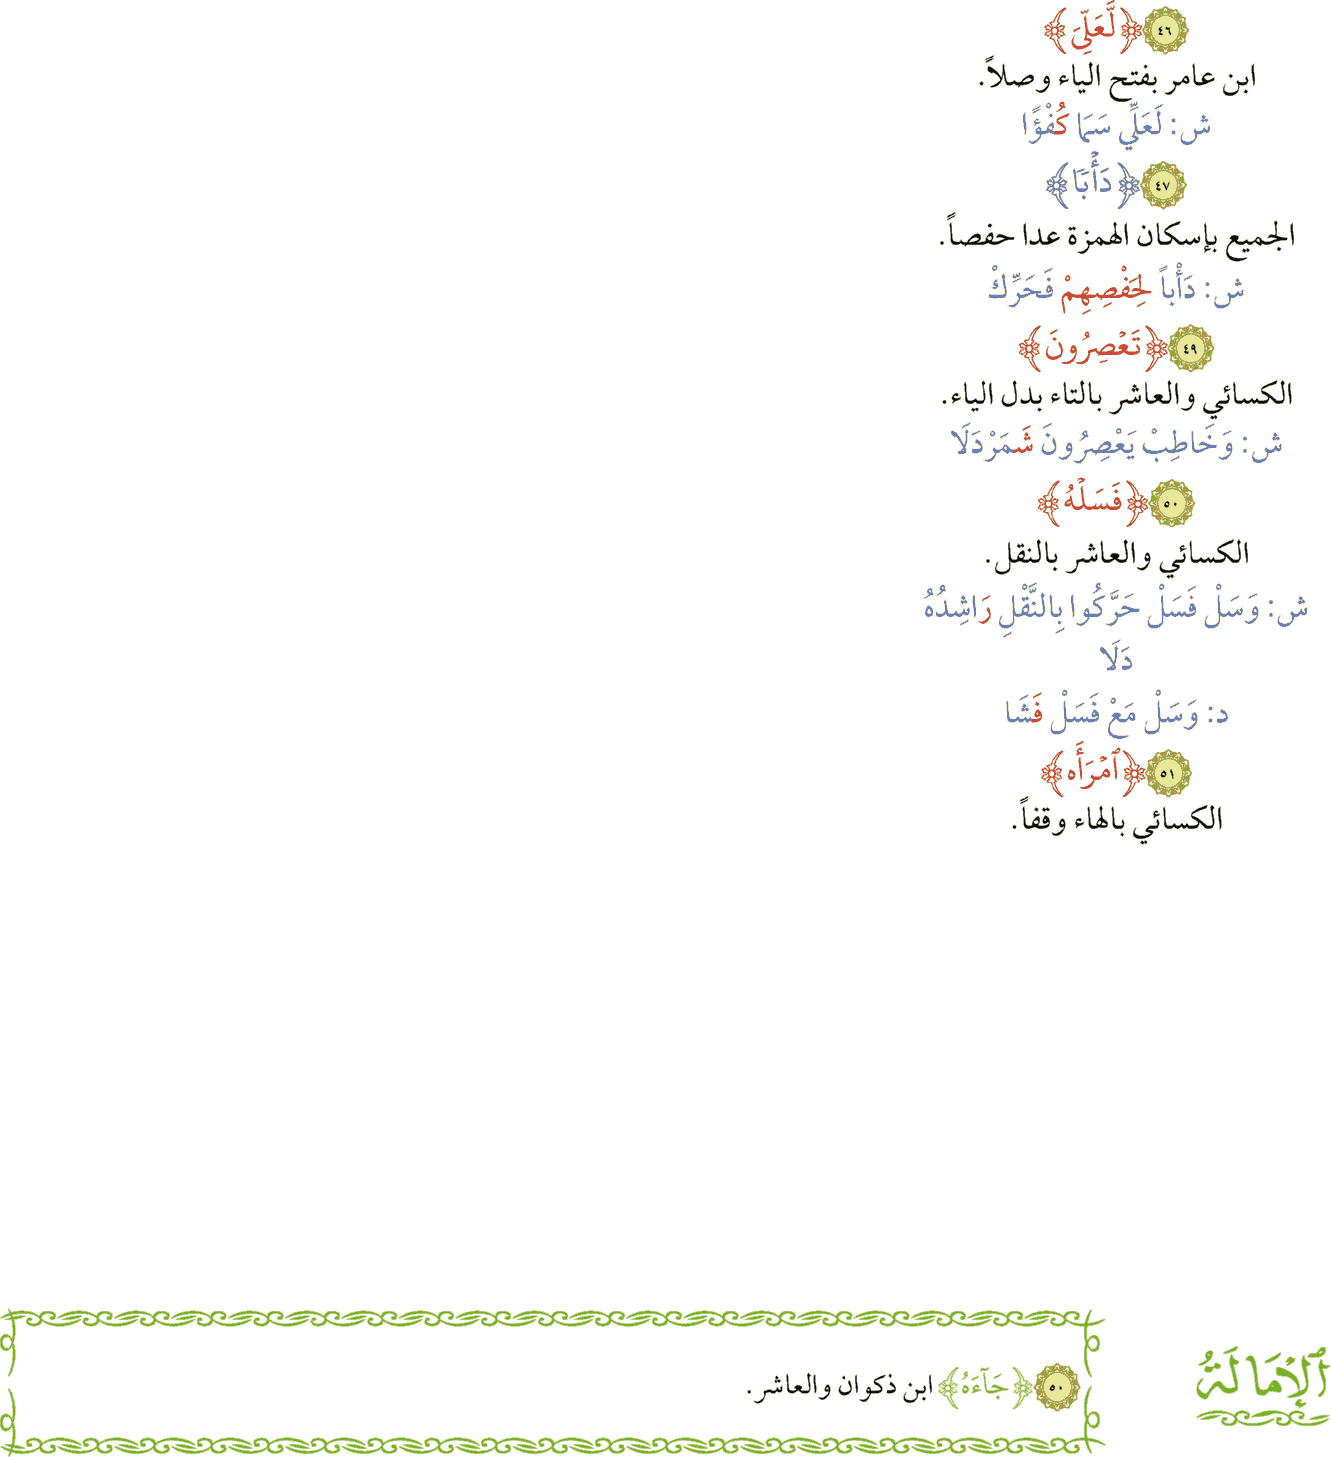 ٤٦ ﴿لَّعَلِّيَ﴾
ابن عامر بفتح الياء وصلاً.
ش: لَعَلِّي سَمَا كُفْؤًا
٤٧ ﴿دَأْبًا﴾
الجميع بإسكان الهمزة عدا حفصاً.
ش: دَأْباً لِحَفْصِهِمْ فَحَرِّكْ
٤٩ ﴿تَعْصِرُونَ﴾
الكسائي والعاشر بالتاء بدل الياء.
ش: وَخَاطِبْ يَعْصِرُونَ شَمَرْدَلَا
٥٠ ﴿فَسَلْهُ﴾
الكسائي والعاشر بالنقل.
ش: وَسَلْ فَسَلْ حَرَّكُوا بِالنَّقْلِ رَاشِدُهُ
دَلَا
د: وَسَلْ مَعْ فَسَلْ فَشَا
٥١ ﴿ٱمْرَأَه﴾
الكسائي بالهاء وقفاً.
ٱلْإِمَالَةُ
٥٠ ﴿جَآءَهُ﴾ ابن ذكوان والعاشر.